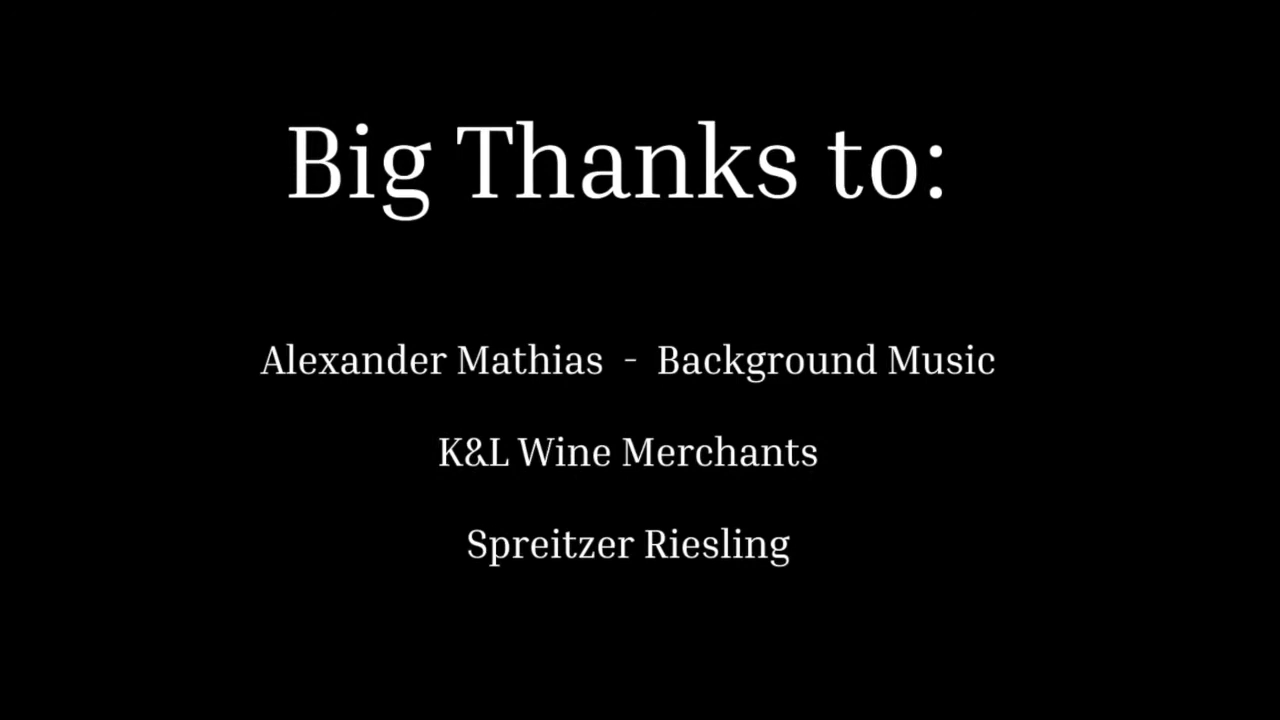 Big Thanks to:
Alexander Mathias - Background Music
K&L Wine Merchants
Spreitzer Riesling